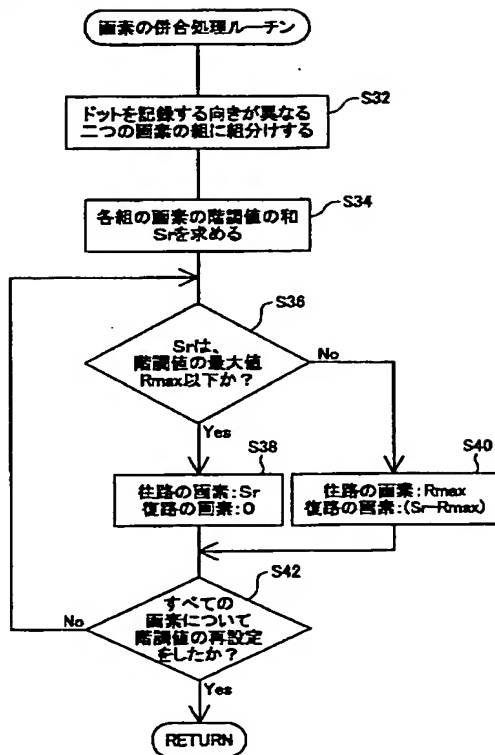 画素の併合処理ルーチン
S32
ドットを記録する向きが異なる
二つの画素の組に組分けする
S34
各組の画素の階調値の和
Srを求める
S36
Srは、
階調値の最大値
Rmax以下か？
No
Yes
S38
往路の画素：Sr
復路の画素：0
S40
往路の画素：Rmax
復路の画素：(Sr−Rmax)
S42
すべての
画素について
階調値の再設定
をしたか？
No
Yes
RETURN